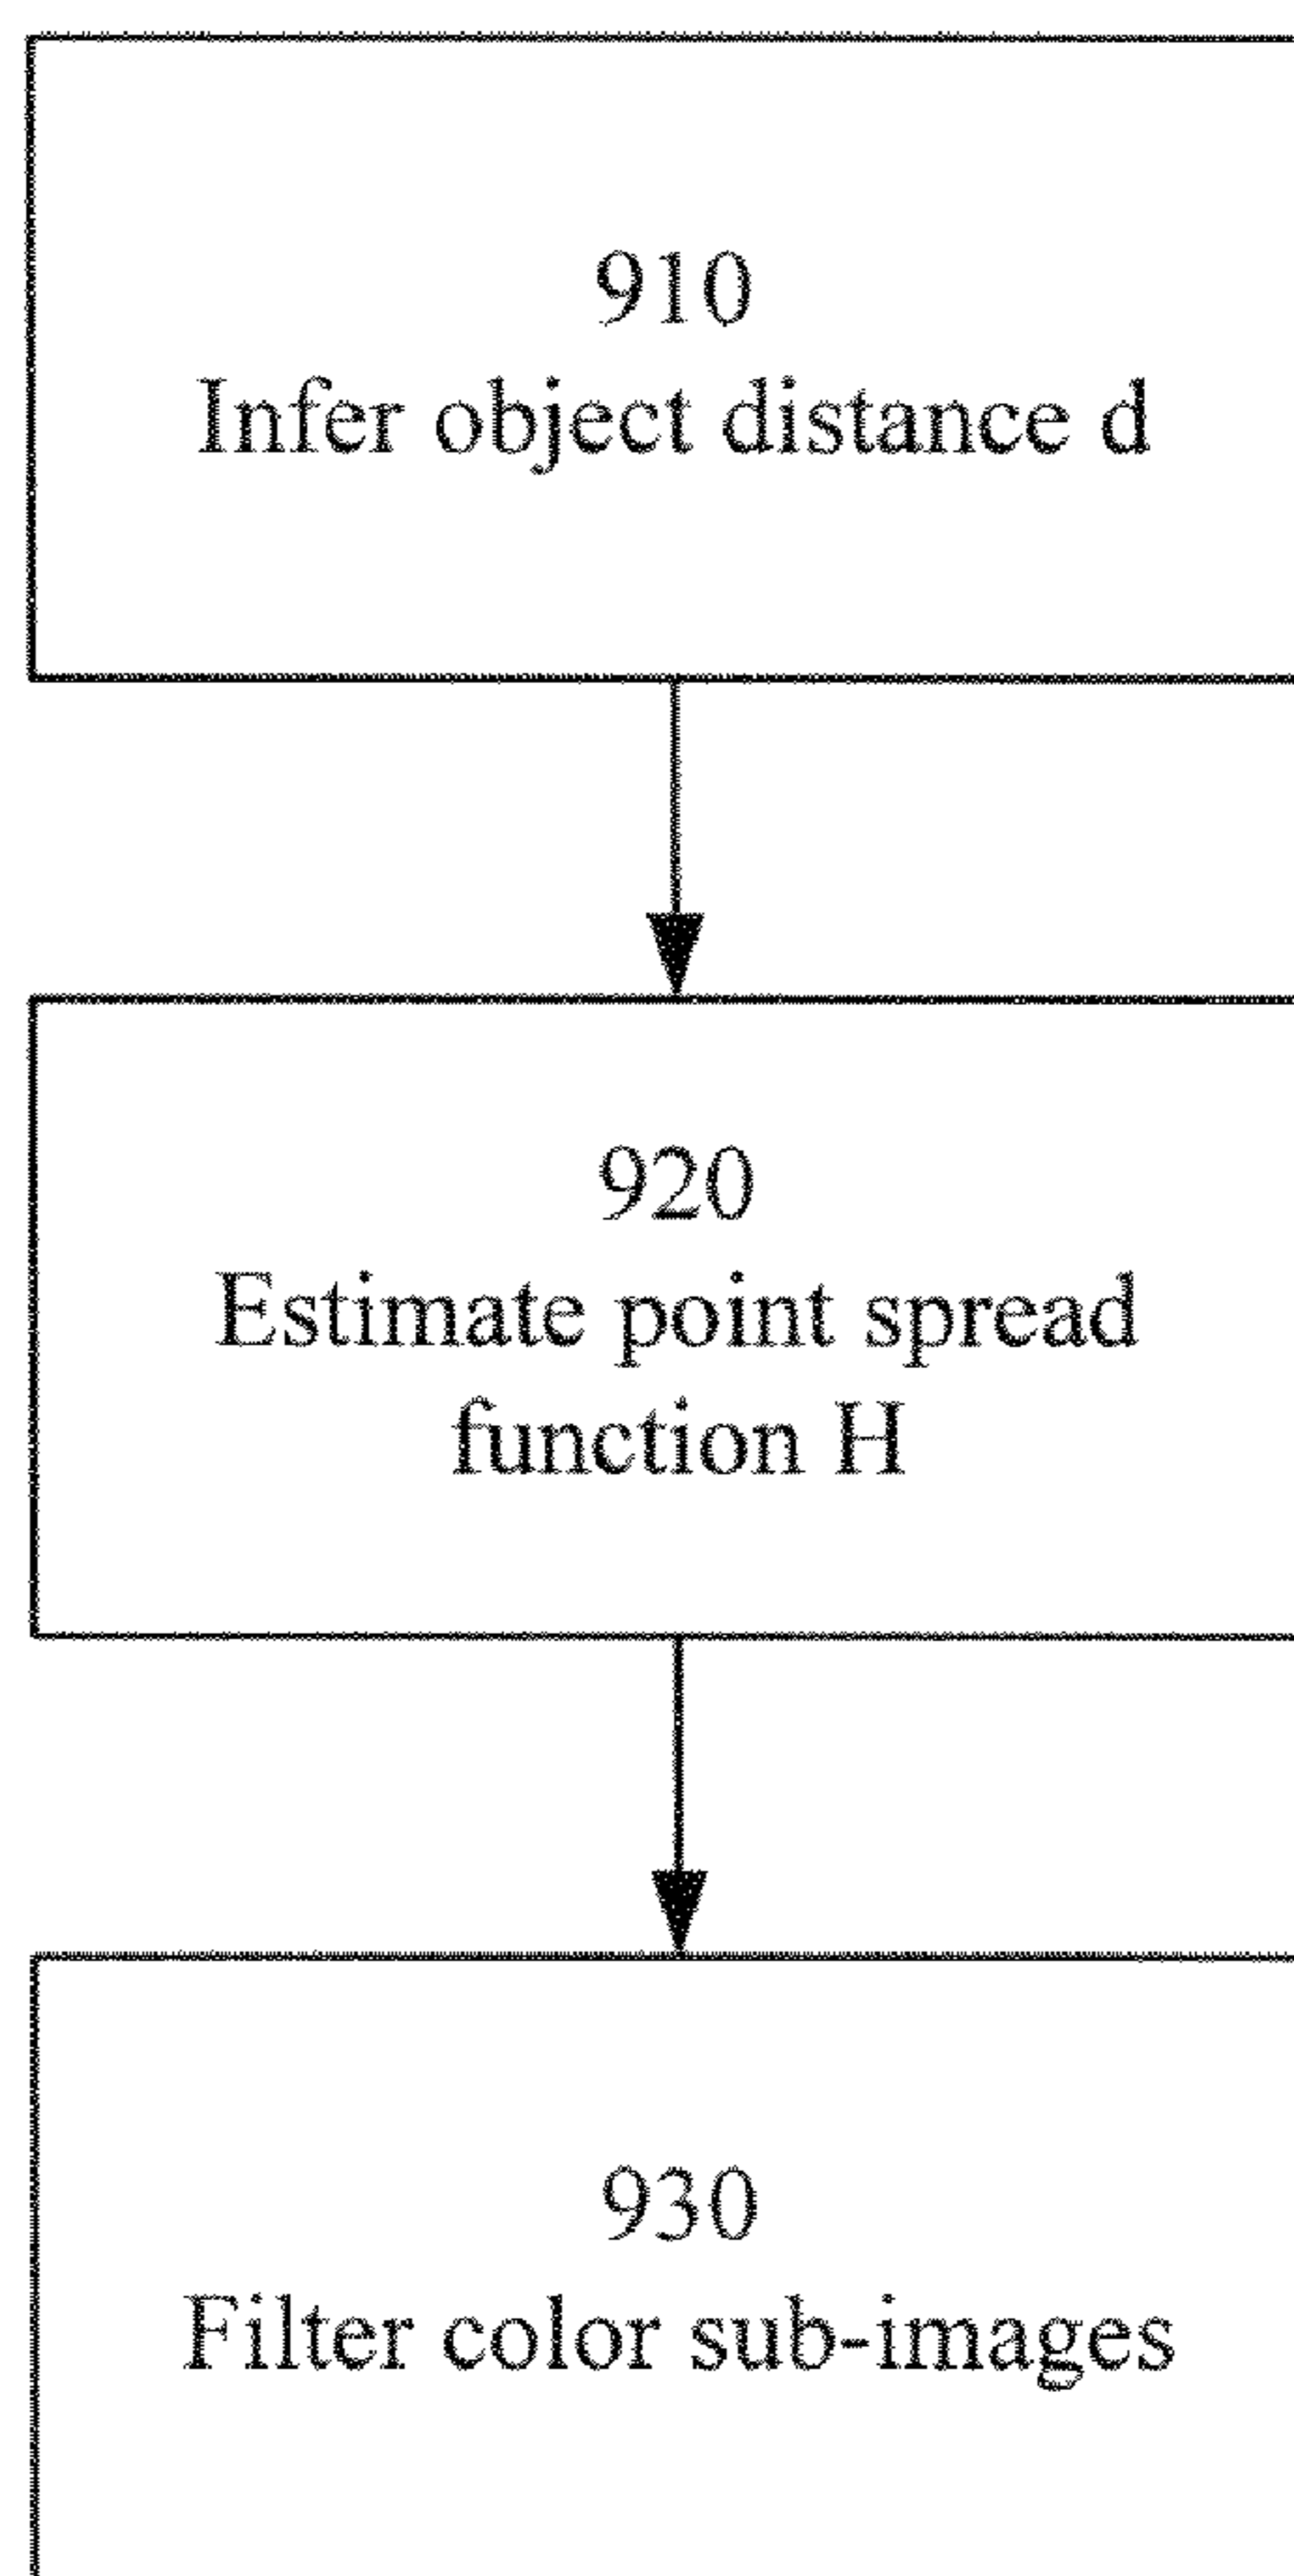 910
Infer object distance d
920
Estimate point spread
function H
930
Filter color sub-images